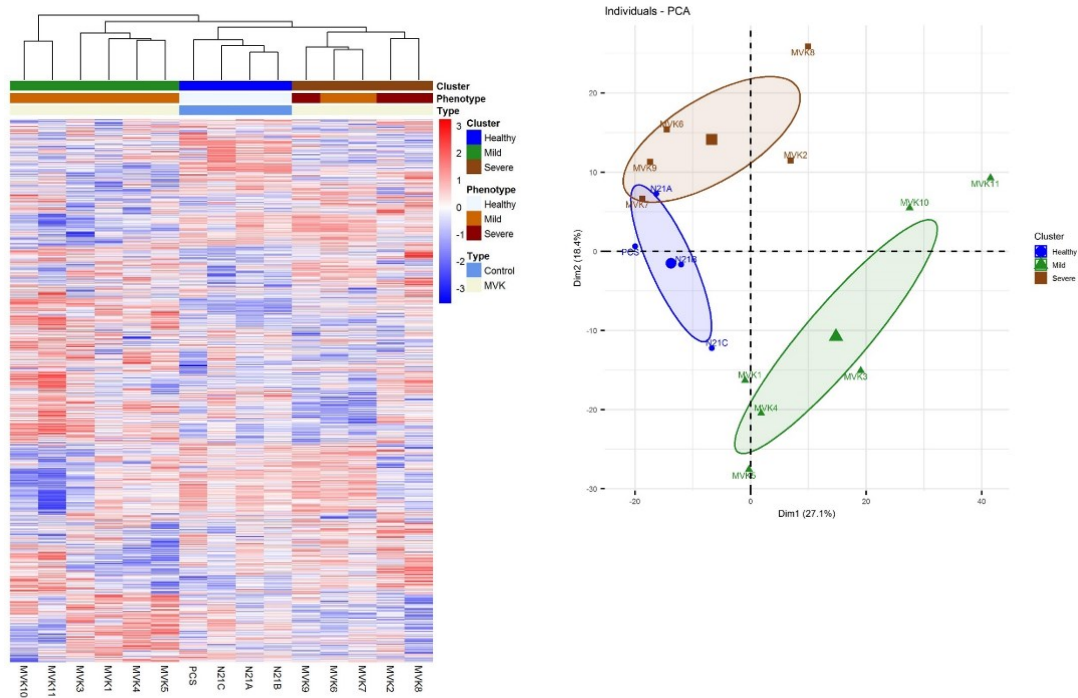 Cluster
Phenotype
Type
3
2
1
0
-1
-2
-3
Cluster
Healthy
Mild
Severe
Phenotype
Healthy
Mild
Severe
Type
Control
MVK
MVK10
MVK11
MVK3
MVK1
MVK4
MVK5
PCS
N21C
N21A
N21B
MVK9
MVK6
MVK7
MVK2
MVK8
Individuals - PCA
MVK8
20
MVK6
MVK2
MVK9
10
MVK11
N21A
MVK7
MVK10
0
PCS
N21B
Dim2 (18.4%)
-10
N21C
MVK1
MVK3
-20
MVK4
MVK5
-30
-20
0
20
40
Dim1 (27.1%)
Cluster
Healthy
Mild
Severe